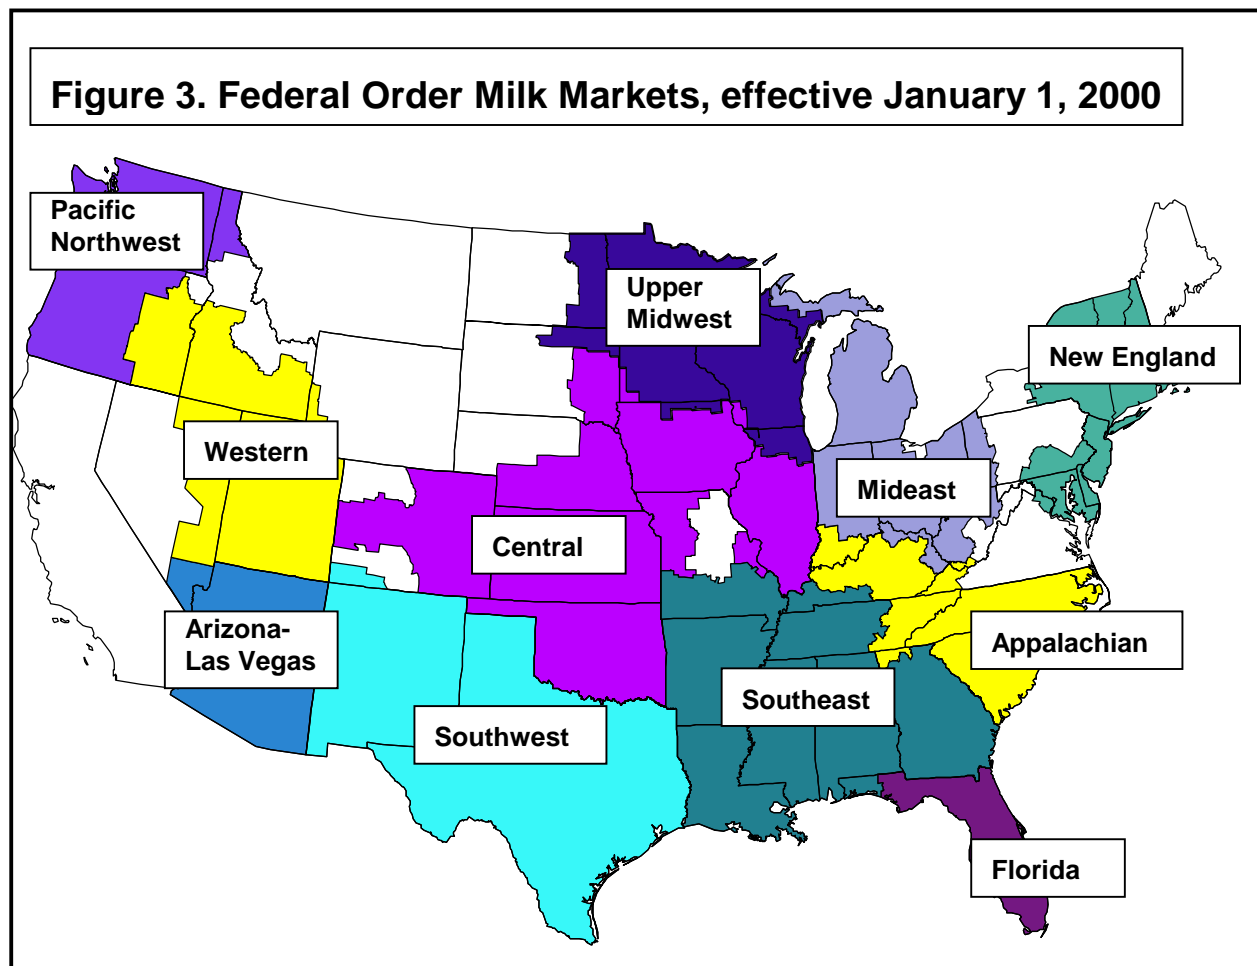 Figure 3. Federal Order Milk Markets, effective January 1, 2000
Pacific
Northwest
Upper
Midwest
New England
Western
Mideast
Central
Arizona-
Las Vegas
Appalachian
Southeast
Southwest
Florida